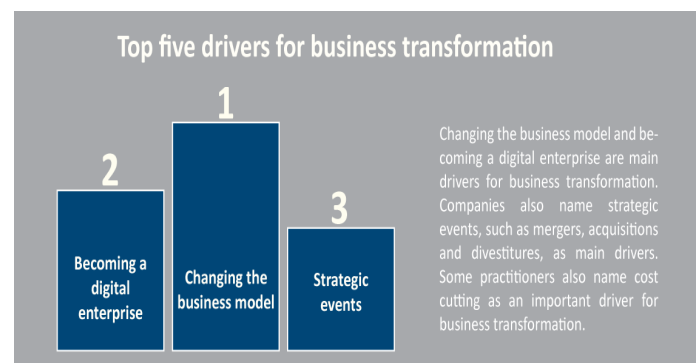 Top five drivers for business transformation
1
2
3
Becoming a
digital
enterprise
Changing the
business model
Strategic
events
Changing the business model and be-
coming a digital enterprise are main
drivers for business transformation.
Companies also name strategic
events, such as mergers, acquisitions
and divestitures, as main drivers.
Some practitioners also name cost
cutting as an important driver for
business transformation.